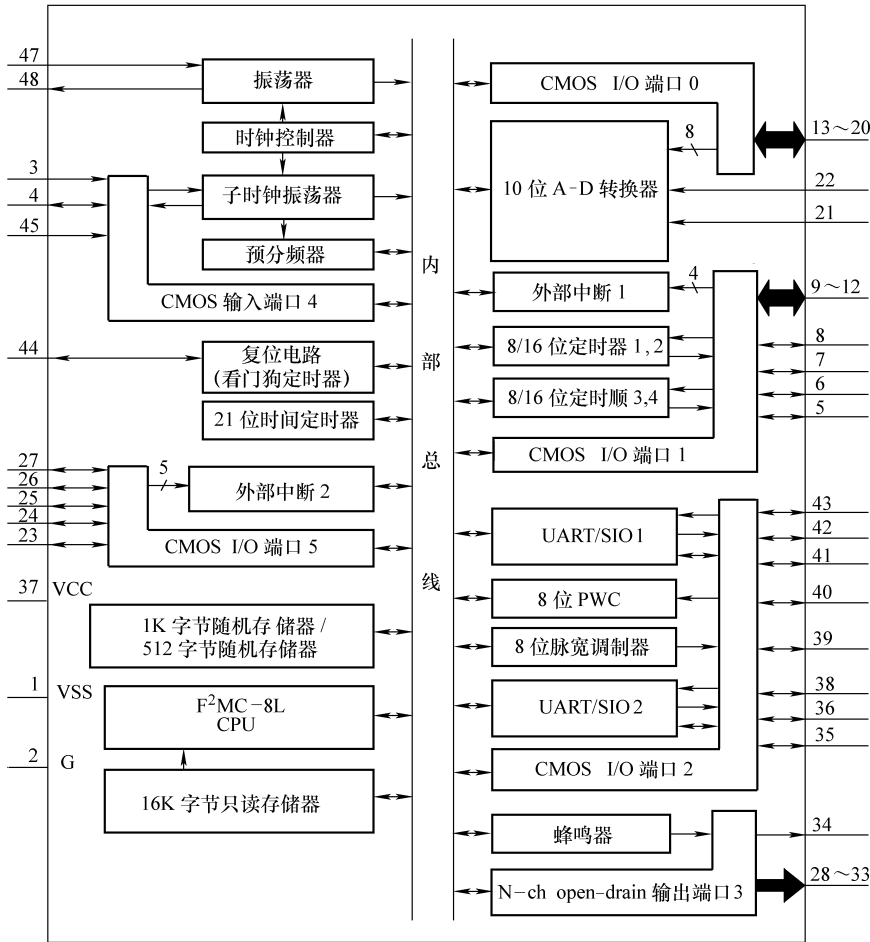 47
48
振荡器
时钟控制器
3
4
45
子时钟振荡器
预分频器
CMOS 输入端口 4
44
复位电路
(看门狗定时器)
21 位时间定时器
27
26
25
24
23
5
外部中断 2
CMOS I/O 端口 5
37
VCC
1K 字节随机存 储器 /
512 字节随机存储器
1
VSS
F²MC-8L
CPU
2
G
16K 字节只读存储器
内
部
总
线
CMOS I/O 端口 0
8
13～20
10 位 A-D 转换器
22
21
外部中断 1
4
9～12
8/16 位定时器 1,2
8
7
8/16 位定时顺 3,4
6
5
CMOS I/O 端口 1
UART/SIO 1
43
42
41
8 位 PWC
40
8 位脉宽调制器
39
UART/SIO 2
38
36
35
CMOS I/O 端口 2
蜂鸣器
34
N-ch open-drain 输出端口 3
28～33